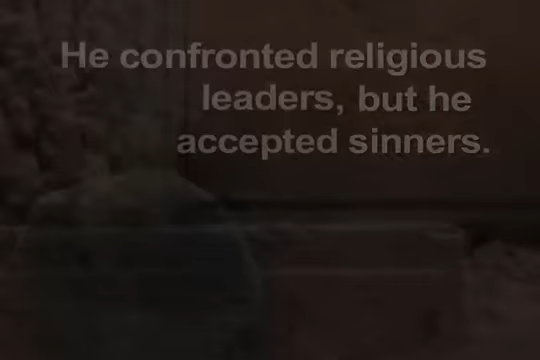 He confronted religious
leaders, but he
accepted sinners.